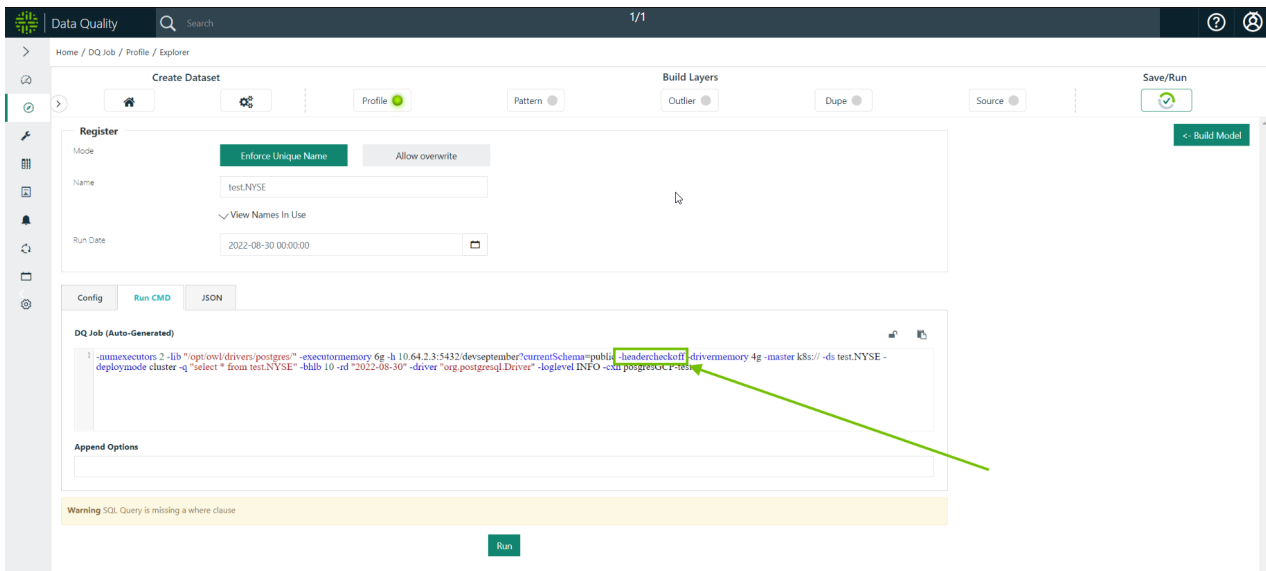 Data Quality
Search
1/1
Home / DQ Job / Profile / Explorer
Create Dataset
Build Layers
Save/Run
Profile
Pattern
Outlier
Dupe
Source
<- Build Model
Register
Mode
Enforce Unique Name
Allow overwrite
Name
test.NYSE
View Names In Use
Run Date
2022-08-30 00:00:00
Config
Run CMD
JSON
DQ Job (Auto-Generated)
1 -numexecutors 2 -lib "/opt/owl/drivers/postgres/" -executormemory 6g -h 10.64.2.3:5432/devseptember?currentSchema=public -headercheckoff -drivermemory 4g -master k8s:// -ds test.NYSE -
deploymode cluster -q "select * from test.NYSE" -bhlb 10 -rd "2022-08-30" -driver "org.postgresql.Driver" -loglevel INFO -cxn
Append Options
Warning SQL Query is missing a where clause
Run